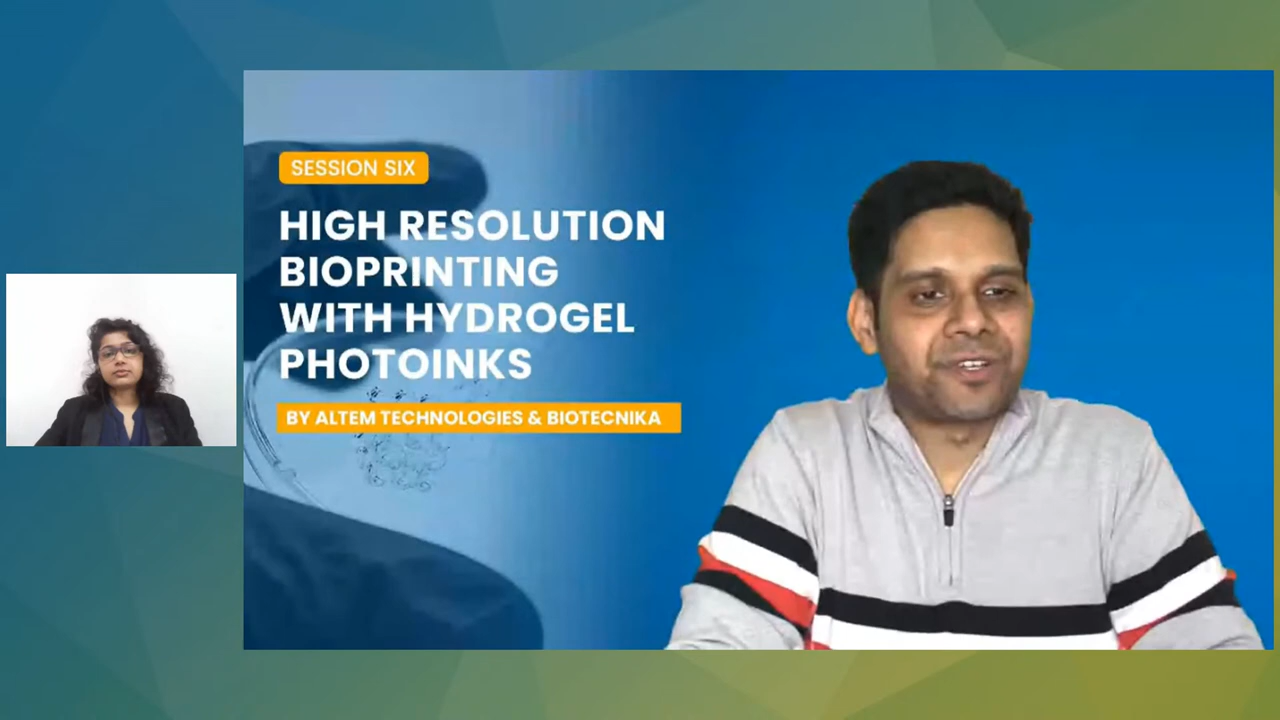 SESSION SIX
HIGH RESOLUTION
BIOPRINTING
WITH HYDROGEL
PHOTOINKS
BY ALTEM TECHNOLOGIES & BIOTECNIKA